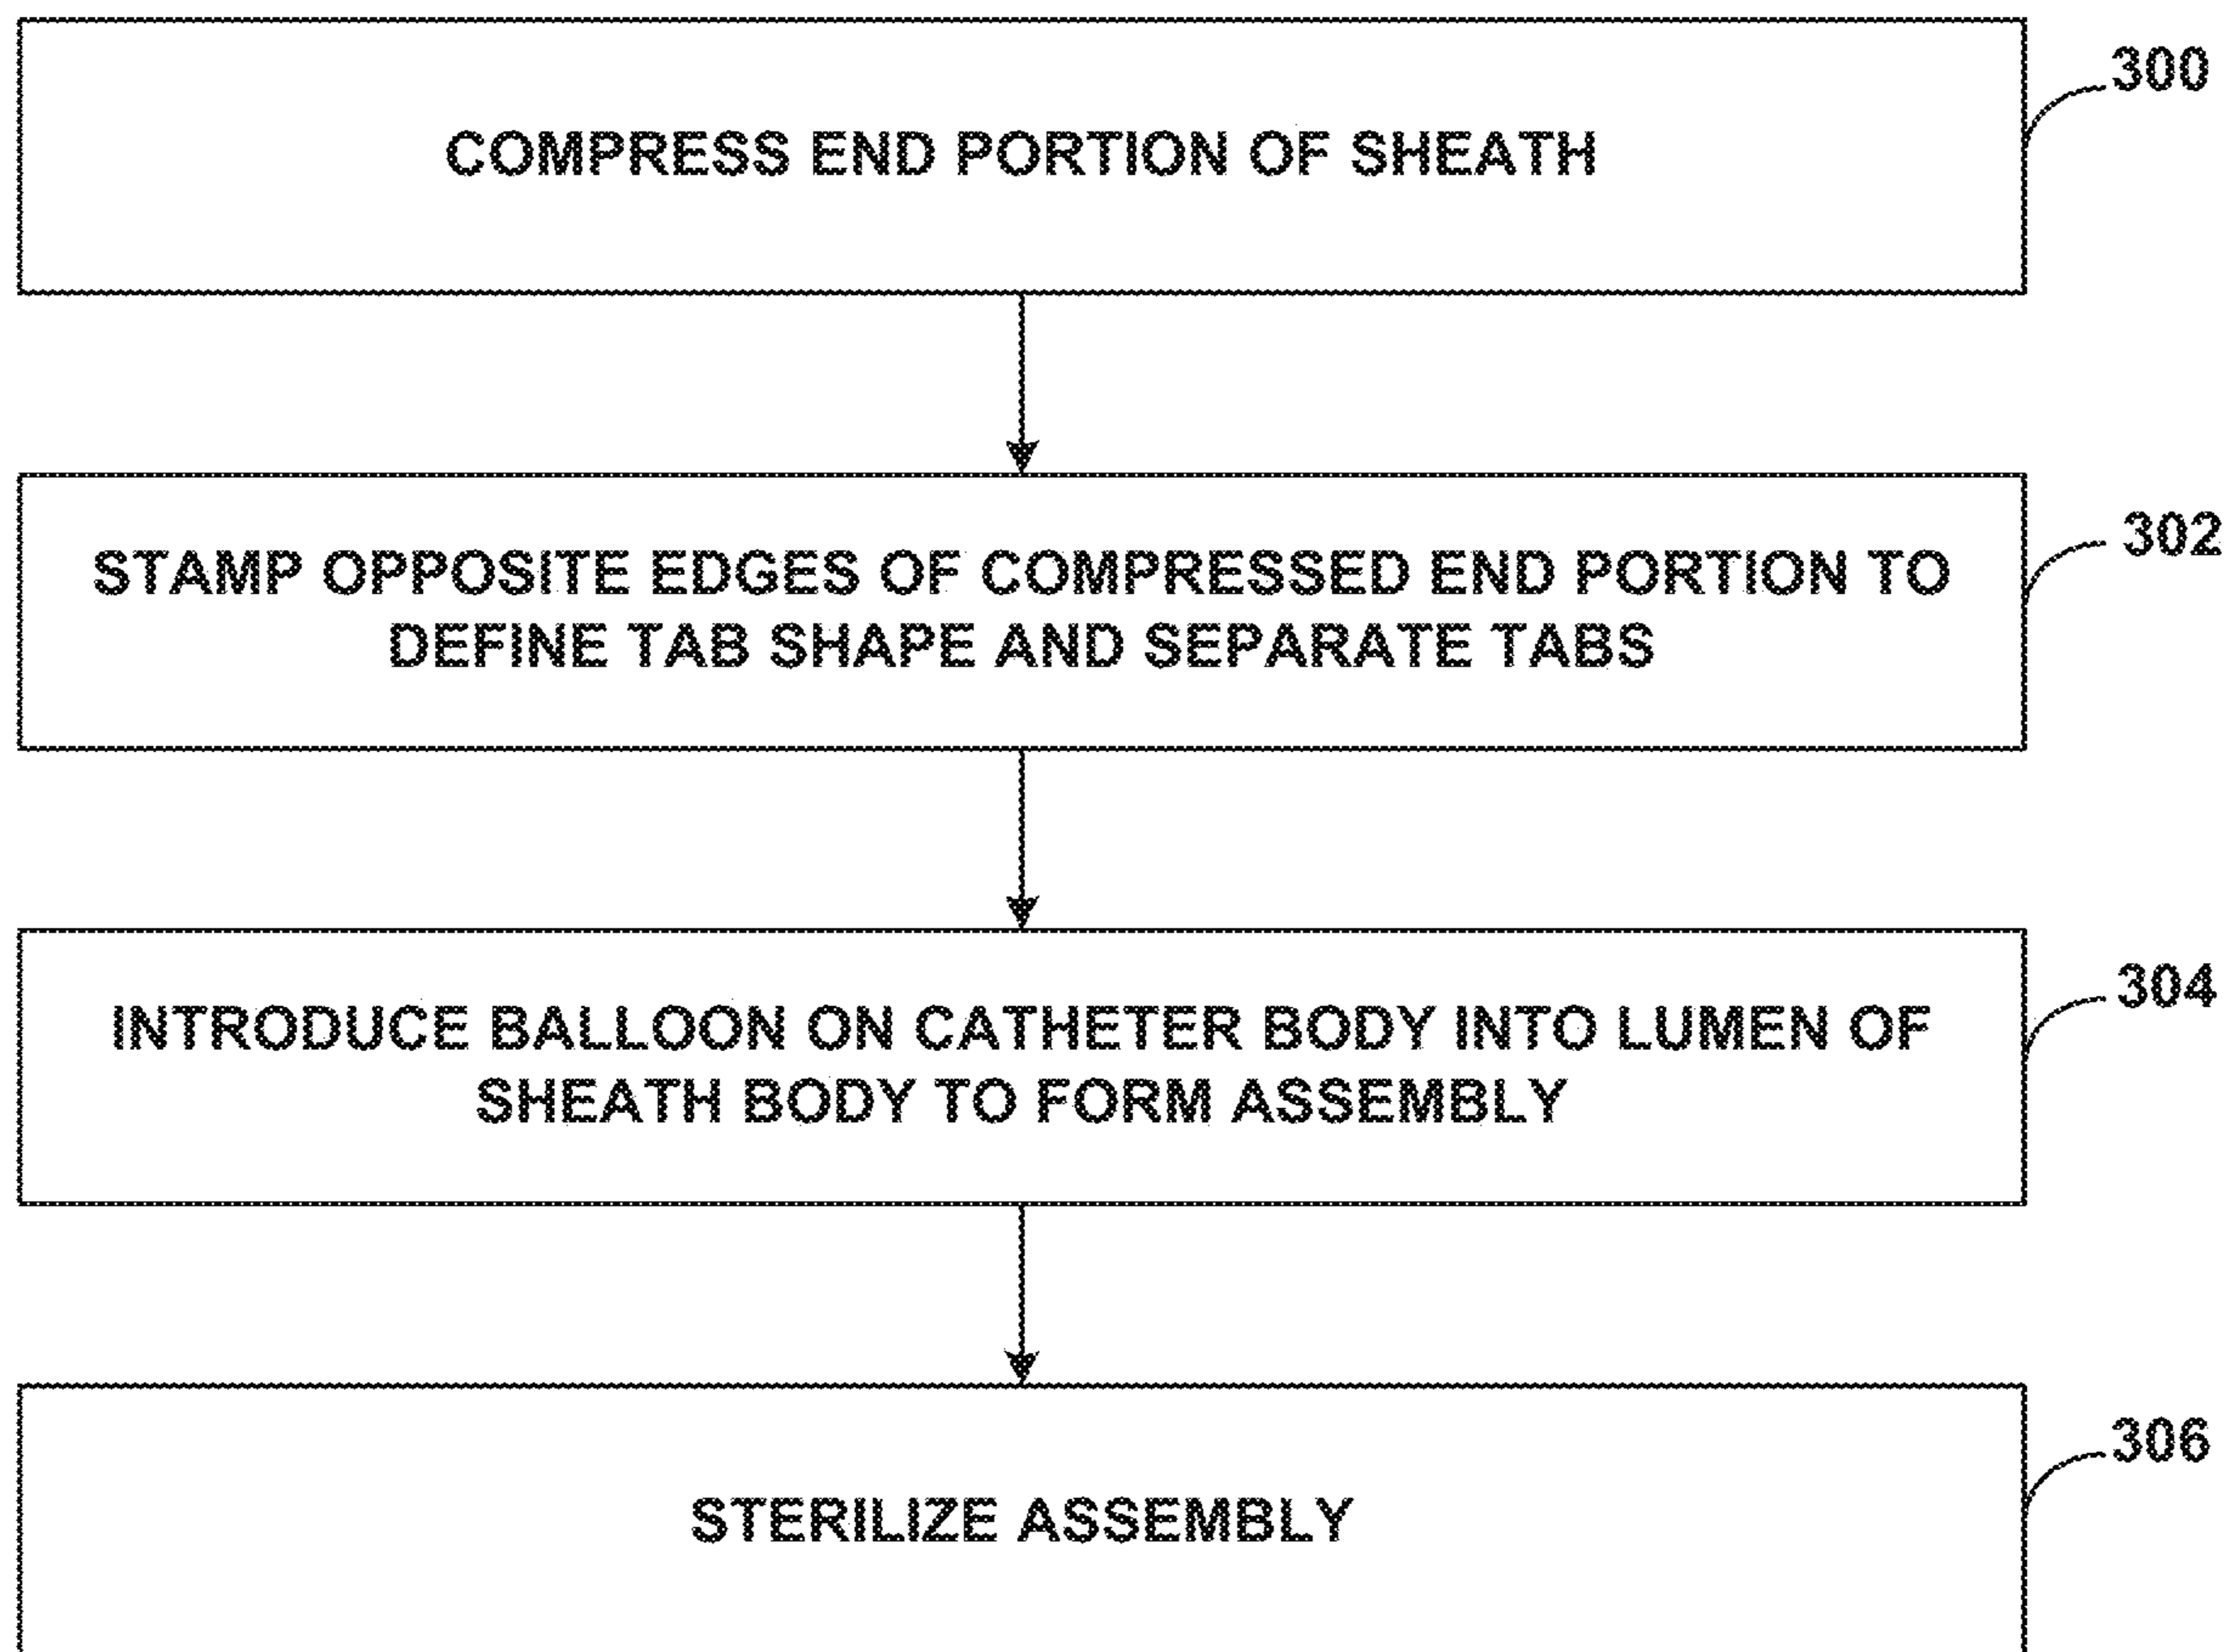 300
COMPRESS END PORTION OF SHEATH
302
STAMP OPPOSITE EDGES OF COMPRESSED END PORTION TO
DEFINE TAB SHAPE AND SEPARATE TABS
304
INTRODUCE BALLOON ON CATHETER BODY INTO LUMEN OF
SHEATH BODY TO FORM ASSEMBLY
306
STERILIZE ASSEMBLY